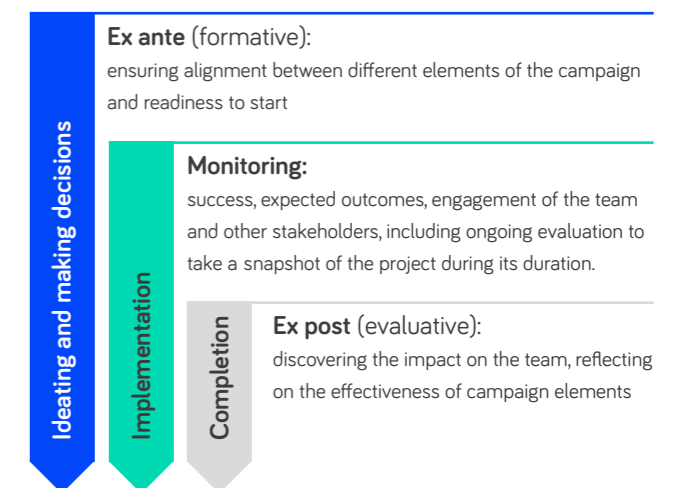 Ideating and making decisions
Ex ante (formative):
ensuring alignment between different elements of the campaign
and readiness to start
Implementation
Monitoring:
success, expected outcomes, engagement of the team
and other stakeholders, including ongoing evaluation to
take a snapshot of the project during its duration.
Completion
Ex post (evaluative):
discovering the impact on the team, reflecting
on the effectiveness of campaign elements